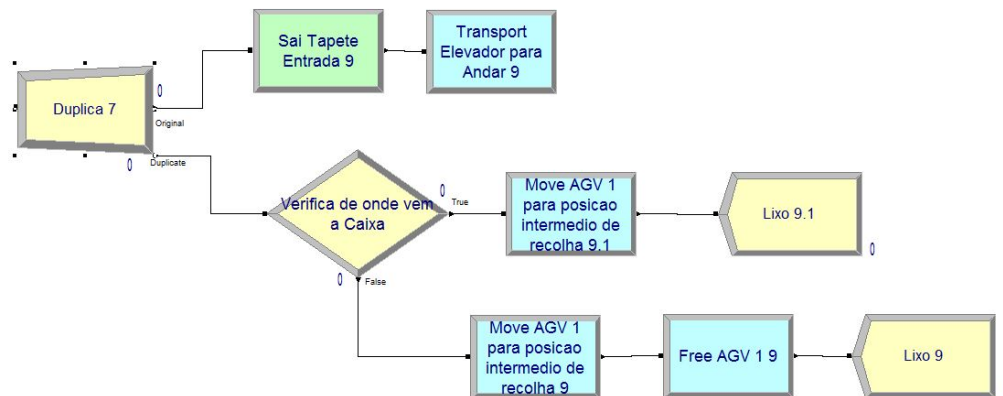 Sai Tapete
Entrada 9
Transport
Elevador para
Andar 9
Duplica 7
0
Original
0
Duplicate
Verifica de onde vem
a Caixa
0
True
0
False
Move AGV 1
para posicao
intermedio de
recolha 9.1
Lixo 9.1
0
Move AGV 1
para posicao
intermedio de
recolha 9
Free AGV 1 9
Lixo 9